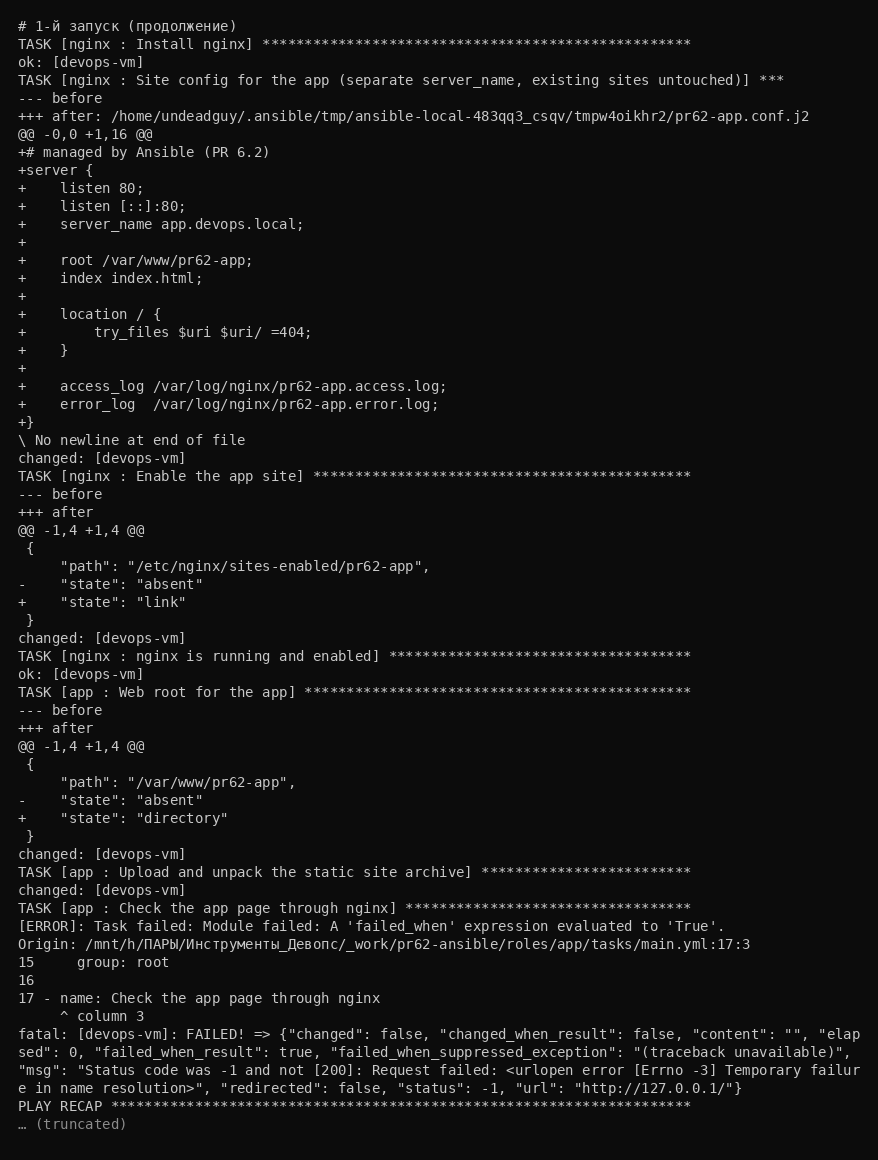 # 1-й запуск (продолжение)
TASK [nginx : Install nginx] ***************************************************
ok: [devops-vm]
TASK [nginx : Site config for the app (separate server_name, existing sites untouched)] ***
--- before
+++ after: /home/undeadguy/.ansible/tmp/ansible-local-483qq3_csqv/tmpw4oikhr2/pr62-app.conf.j2
@@ -0,0 +1,16 @@
+# managed by Ansible (PR 6.2)
+server {
+    listen 80;
+    listen [::]:80;
+    server_name app.devops.local;
+
+    root /var/www/pr62-app;
+    index index.html;
+
+    location / {
+        try_files $uri $uri/ =404;
+    }
+
+    access_log /var/log/nginx/pr62-app.access.log;
+    error_log  /var/log/nginx/pr62-app.error.log;
+}
\ No newline at end of file
changed: [devops-vm]
TASK [nginx : Enable the app site] *********************************************
--- before
+++ after
@@ -1,4 +1,4 @@
 {
     "path": "/etc/nginx/sites-enabled/pr62-app",
-    "state": "absent"
+    "state": "link"
 }
changed: [devops-vm]
TASK [nginx : nginx is running and enabled] ************************************
ok: [devops-vm]
TASK [app : Web root for the app] **********************************************
--- before
+++ after
@@ -1,4 +1,4 @@
 {
     "path": "/var/www/pr62-app",
-    "state": "absent"
+    "state": "directory"
 }
changed: [devops-vm]
TASK [app : Upload and unpack the static site archive] *************************
changed: [devops-vm]
TASK [app : Check the app page through nginx] **********************************
[ERROR]: Task failed: Module failed: A 'failed_when' expression evaluated to 'True'.
Origin: /mnt/h/ПАРЫ/Инструменты_Девопс/_work/pr62-ansible/roles/app/tasks/main.yml:17:3
15     group: root
16
17 - name: Check the app page through nginx
     ^ column 3
fatal: [devops-vm]: FAILED! => {"changed": false, "changed_when_result": false, "content": "", "elap
sed": 0, "failed_when_result": true, "failed_when_suppressed_exception": "(traceback unavailable)",
"msg": "Status code was -1 and not [200]: Request failed: <urlopen error [Errno -3] Temporary failur
e in name resolution>", "redirected": false, "status": -1, "url": "http://127.0.0.1/"}
PLAY RECAP *********************************************************************
… (truncated)